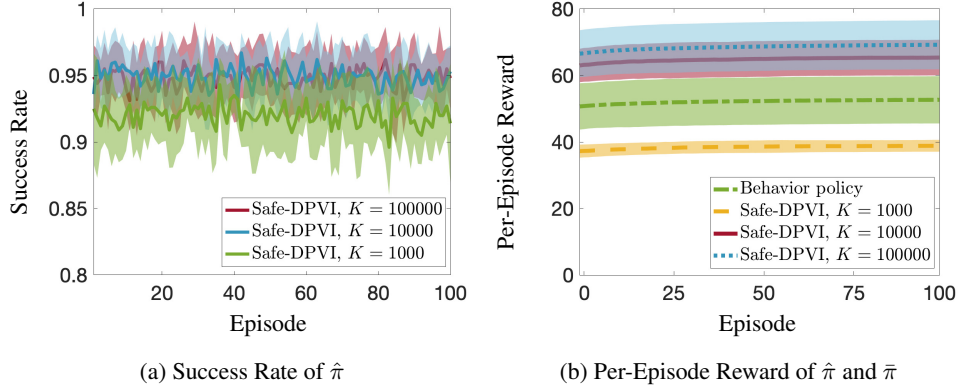 1
0.95
0.9
0.85
0.8
Success Rate
Safe-DPVI, K = 100000
Safe-DPVI, K = 10000
Safe-DPVI, K = 1000
20 40 60 80 100
Episode
(a) Success Rate of π̂
80
60
40
20
0
Per-Episode Reward
Behavior policy
Safe-DPVI, K = 1000
Safe-DPVI, K = 10000
Safe-DPVI, K = 100000
0 25 50 75 100
Episode
(b) Per-Episode Reward of π̂ and π̄